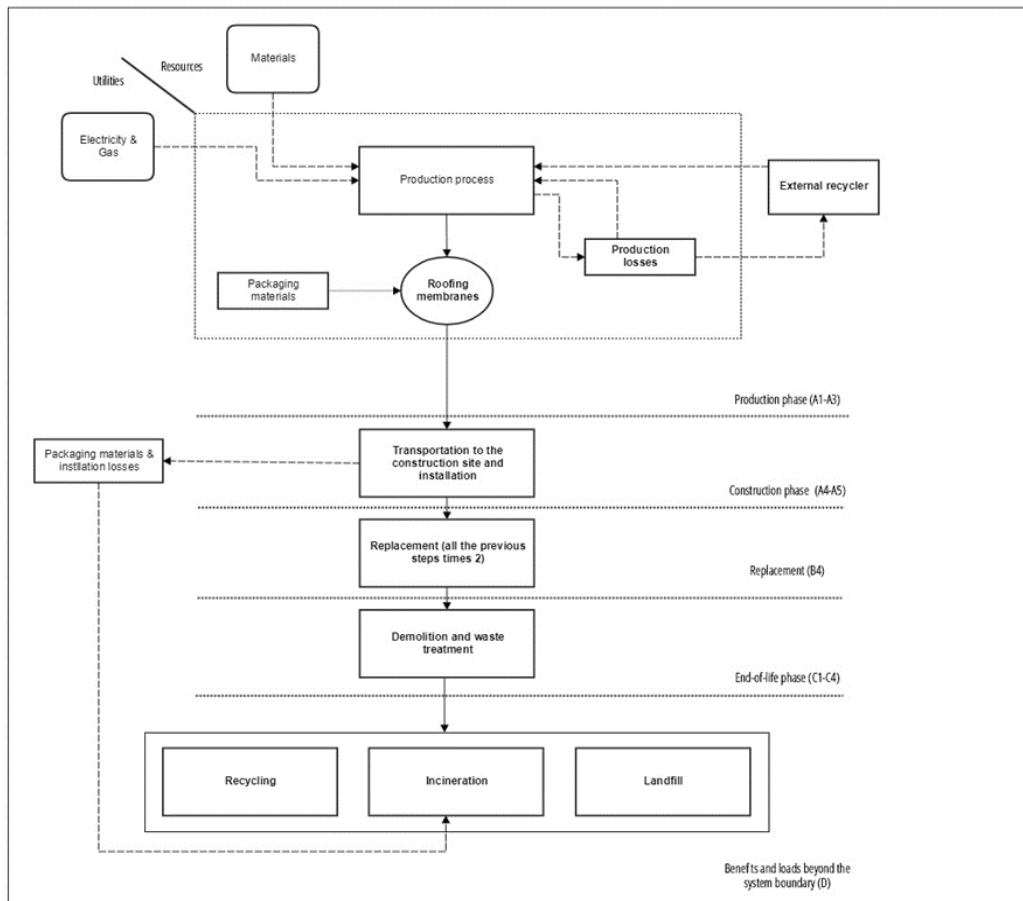 Materials
Resources
Utilities
Electricity &
Gas
Production process
External recycler
Production
losses
Packaging
materials
Roofing
membranes
Production phase (A1-A3)
Packaging materials &
instllation losses
Transportation to the
construction site and
installation
Construction phase (A4-A5)
Replacement (all the previous
steps times 2)
Replacement (B4)
Demolition and waste
treatment
End-of-life phase (C1-C4)
Recycling
Incineration
Landfill
Benefits and loads beyond the
system boundary (D)